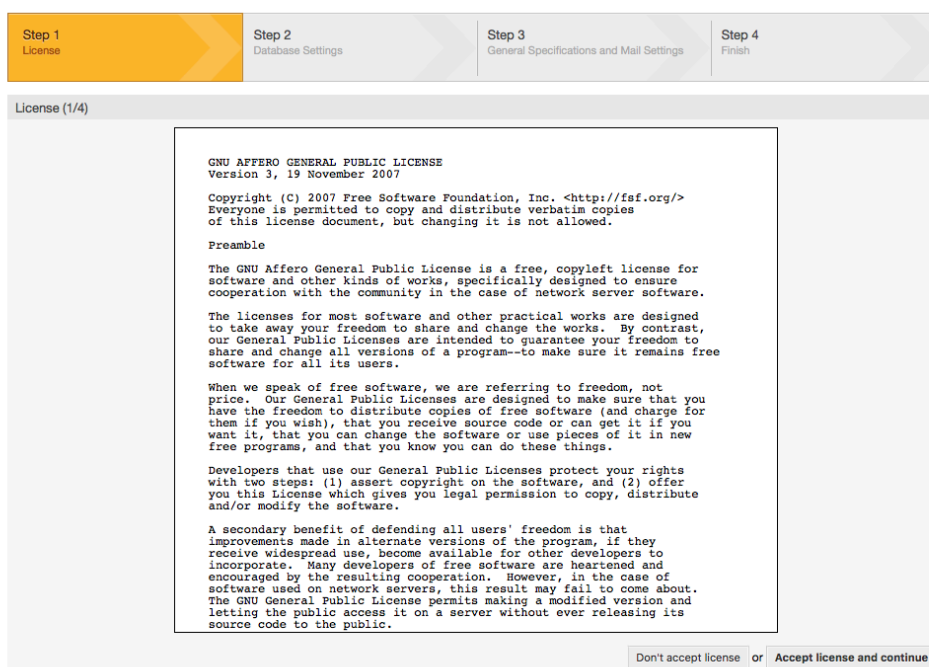 Step 1
License
Step 2
Database Settings
Step 3
General Specifications and Mail Settings
Step 4
Finish
License (1/4)
GNU AFFERO GENERAL PUBLIC LICENSE
Version 3, 19 November 2007
Copyright (C) 2007 Free Software Foundation, Inc. <http://fsf.org/>
Everyone is permitted to copy and distribute verbatim copies
of this license document, but changing it is not allowed.
Preamble
The GNU Affero General Public License is a free, copyleft license for
software and other kinds of works, specifically designed to ensure
cooperation with the community in the case of network server software.
The licenses for most software and other practical works are designed
to take away your freedom to share and change the works.  By contrast,
our General Public Licenses are intended to guarantee your freedom to
share and change all versions of a program--to make sure it remains free
software for all its users.
When we speak of free software, we are referring to freedom, not
price.  Our General Public Licenses are designed to make sure that you
have the freedom to distribute copies of free software (and charge for
them if you wish), that you receive source code or can get it if you
want it, that you can change the software or use pieces of it in new
free programs, and that you know you can do these things.
Developers that use our General Public Licenses protect your rights
with two steps: (1) assert copyright on the software, and (2) offer
you this License which gives you legal permission to copy, distribute
and/or modify the software.
A secondary benefit of defending all users' freedom is that
improvements made in alternate versions of the program, if they
receive widespread use, become available for other developers to
incorporate.  Many developers of free software are heartened and
encouraged by the resulting cooperation.  However, in the case of
software used on network servers, this result may fail to come about.
The GNU General Public License permits making a modified version and
letting the public access it on a server without ever releasing its
source code to the public.
Don't accept license or Accept license and continue